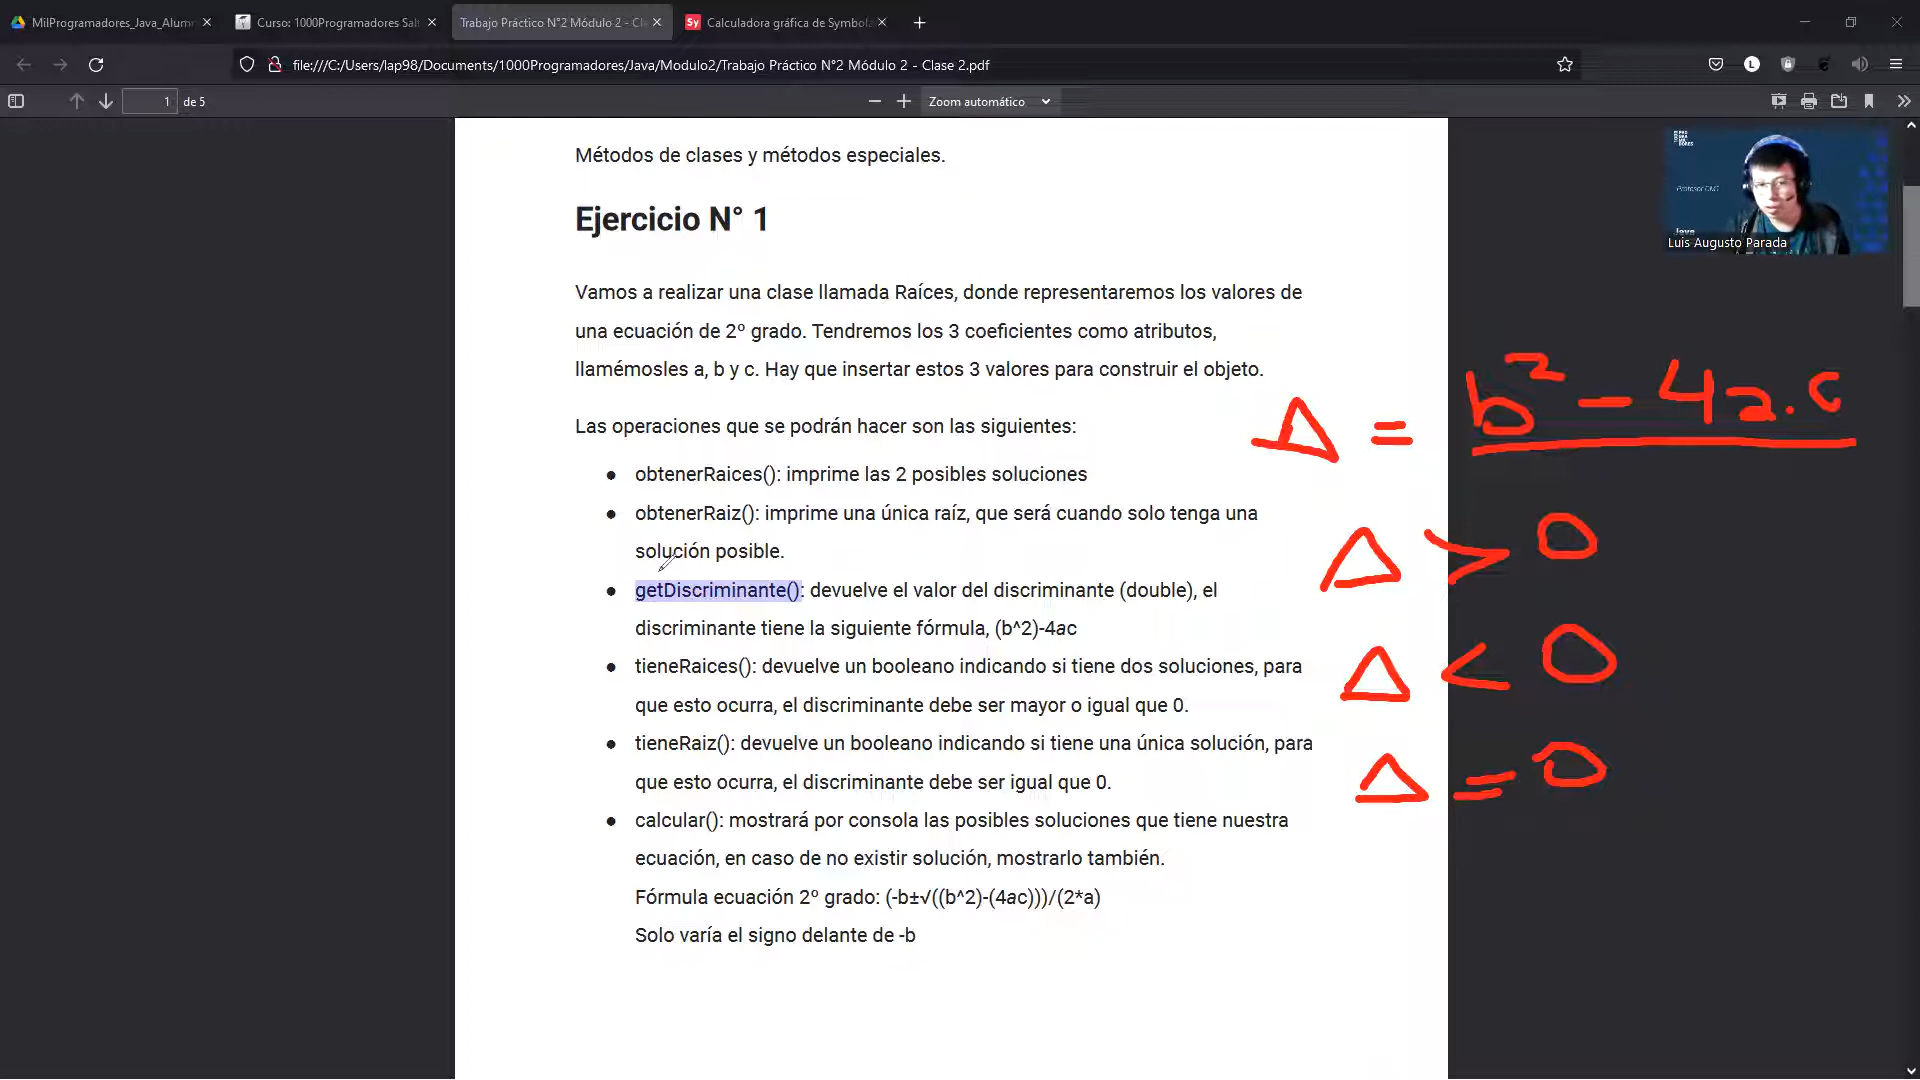 MilProgramadores_Java_Alum
Curso: 1000Programadores Sal
Trabajo Práctico N°2 Módulo 2 - Cl
Calculadora gráfica de Symbola
file:///C:/Users/lap98/Documents/1000Programadores/Java/Modulo2/Trabajo Práctico N°2 Módulo 2 - Clase 2.pdf
1 de 5
Zoom automático
Métodos de clases y métodos especiales.
Ejercicio N° 1
Vamos a realizar una clase llamada Raíces, donde representaremos los valores de
una ecuación de 2º grado. Tendremos los 3 coeficientes como atributos,
llamémosles a, b y c. Hay que insertar estos 3 valores para construir el objeto.
Las operaciones que se podrán hacer son las siguientes:
● obtenerRaices(): imprime las 2 posibles soluciones
● obtenerRaiz(): imprime una única raíz, que será cuando solo tenga una
solución posible.
● getDiscriminante(): devuelve el valor del discriminante (double), el
discriminante tiene la siguiente fórmula, (b^2)-4ac
● tieneRaices(): devuelve un booleano indicando si tiene dos soluciones, para
que esto ocurra, el discriminante debe ser mayor o igual que 0.
● tieneRaiz(): devuelve un booleano indicando si tiene una única solución, para
que esto ocurra, el discriminante debe ser igual que 0.
● calcular(): mostrará por consola las posibles soluciones que tiene nuestra
ecuación, en caso de no existir solución, mostrarlo también.
Fórmula ecuación 2º grado: (-b±√((b^2)-(4ac)))/(2*a)
Solo varía el signo delante de -b
Δ = b² - 4a.c
Δ > 0
Δ < 0
Δ = 0
Profesor DMT
Java
Luis Augusto Parada